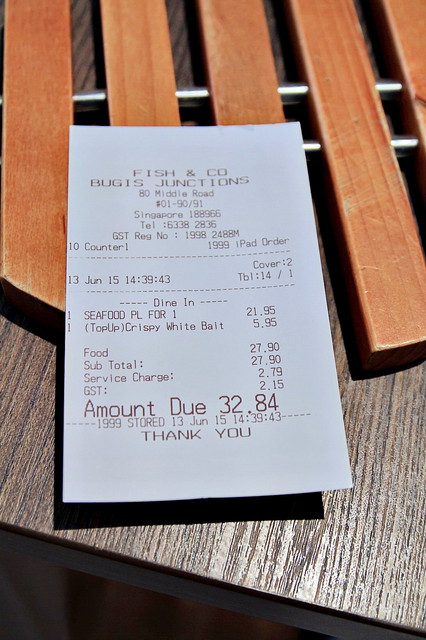 FISH & CO
BUGIS JUNCTIONS
80 Middle Road
#01-90/91
Singapore 188966
Tel :6338 2836
GST Reg No : 1998 2488M
10 Counter1 1999 iPad Order
Cover:2
13 Jun 15 14:39:43 Tbl:14 / 1
----- Dine In -----
1 SEAFOOD PL FOR 1 21.95
1 (TopUp)Crispy White Bait 5.95
Food 27.90
Sub Total: 27.90
Service Charge: 2.79
GST: 2.15
Amount Due 32.84
-----1999 STORED 13 Jun 15 14:39:43-----
THANK YOU